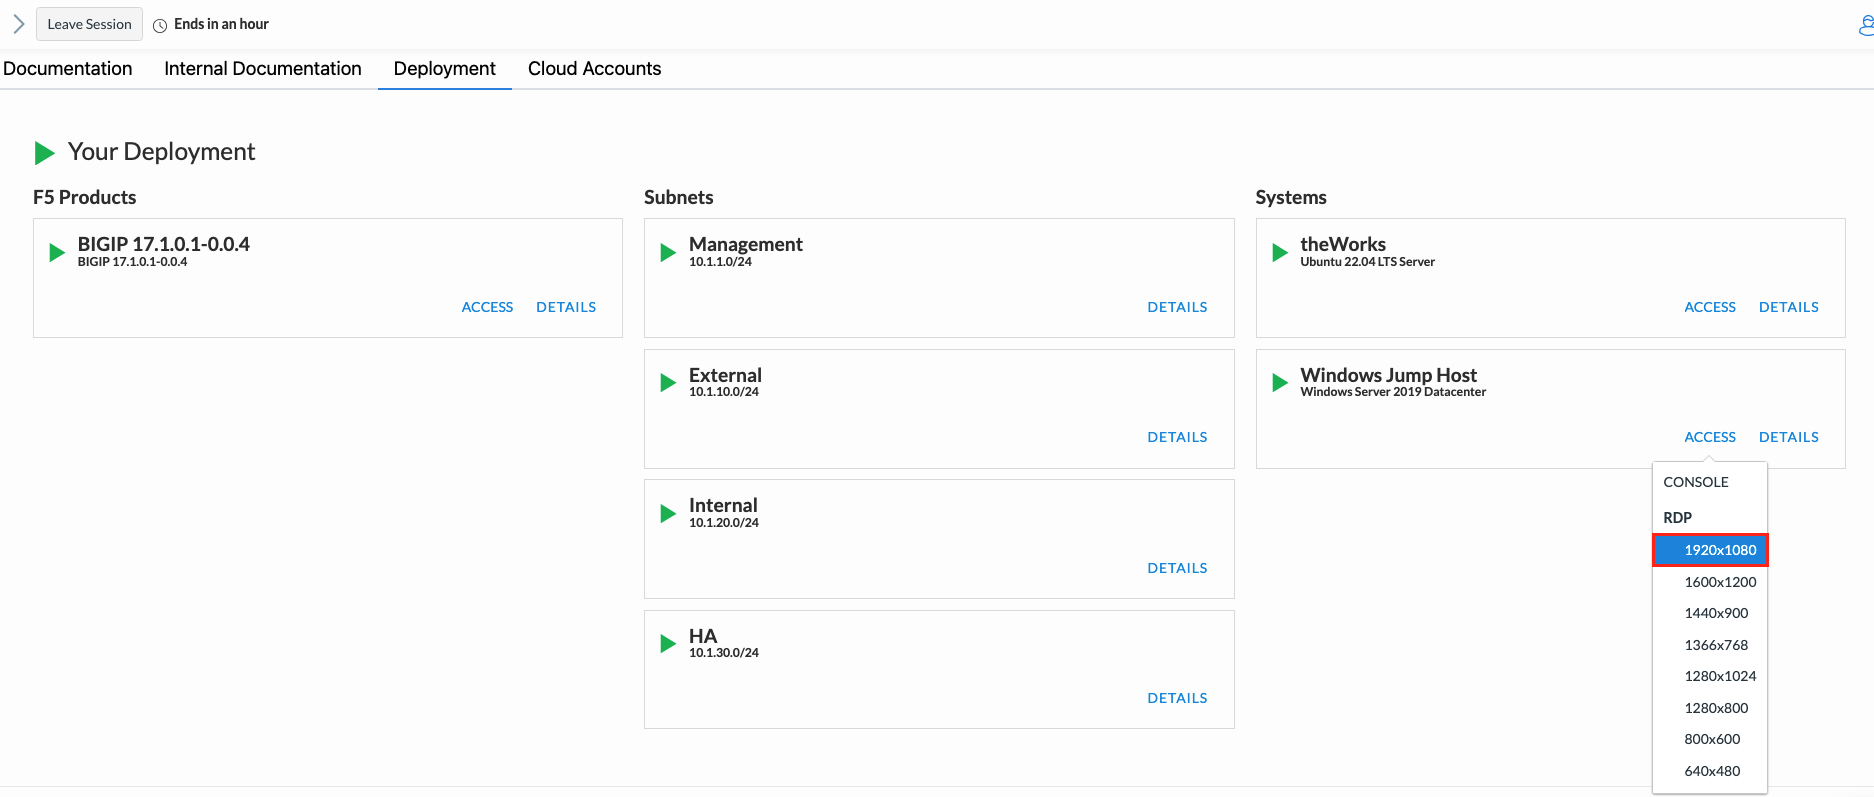 Leave Session
Ends in an hour
Documentation
Internal Documentation
Deployment
Cloud Accounts
Your Deployment
F5 Products
BIGIP 17.1.0.1-0.0.4
BIGIP 17.1.0.1-0.0.4
ACCESS
DETAILS
Subnets
Management
10.1.1.0/24
DETAILS
External
10.1.10.0/24
DETAILS
Internal
10.1.20.0/24
DETAILS
HA
10.1.30.0/24
DETAILS
Systems
theWorks
Ubuntu 22.04 LTS Server
ACCESS
DETAILS
Windows Jump Host
Windows Server 2019 Datacenter
ACCESS
DETAILS
CONSOLE
RDP
1920x1080
1600x1200
1440x900
1366x768
1280x1024
1280x800
800x600
640x480